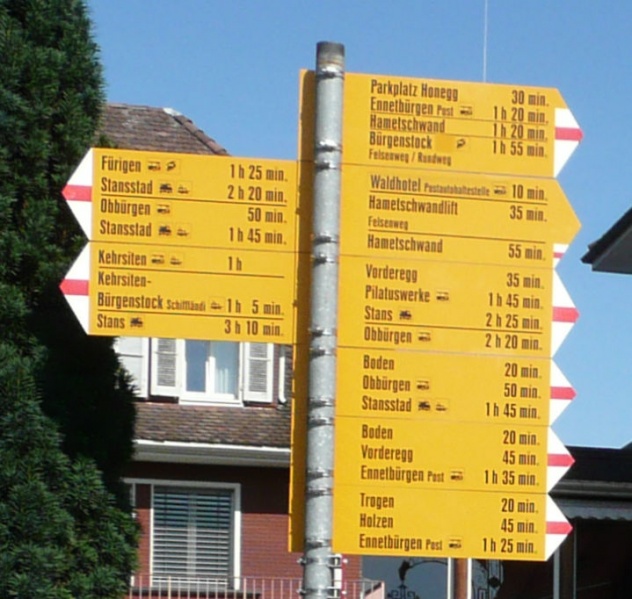 Fürigen 1 h 25 min.
Stansstad 2 h 20 min.
Obbürgen 50 min.
Stansstad 1 h 45 min.
Kehrsiten 1 h
Kehrsiten-
Bürgenstock Schiffländi 1 h 5 min.
Stans 3 h 10 min.
Parkplatz Honegg 30 min.
Ennetbürgen Post 1 h 20 min.
Hametschwand 1 h 20 min.
Bürgenstock 1 h 55 min.
Felsenweg / Rundweg
Waldhotel Postautohaltestelle 10 min.
Hametschwandlift 35 min.
Felsenweg
Hametschwand 55 min.
Vorderegg 35 min.
Pilatuswerke 1 h 45 min.
Stans 2 h 25 min.
Obbürgen 2 h 20 min.
Boden 20 min.
Obbürgen 50 min.
Stansstad 1 h 45 min.
Boden 20 min.
Vorderegg 45 min.
Ennetbürgen Post 1 h 35 min.
Trogen 20 min.
Holzen 45 min.
Ennetbürgen Post 1 h 25 min.